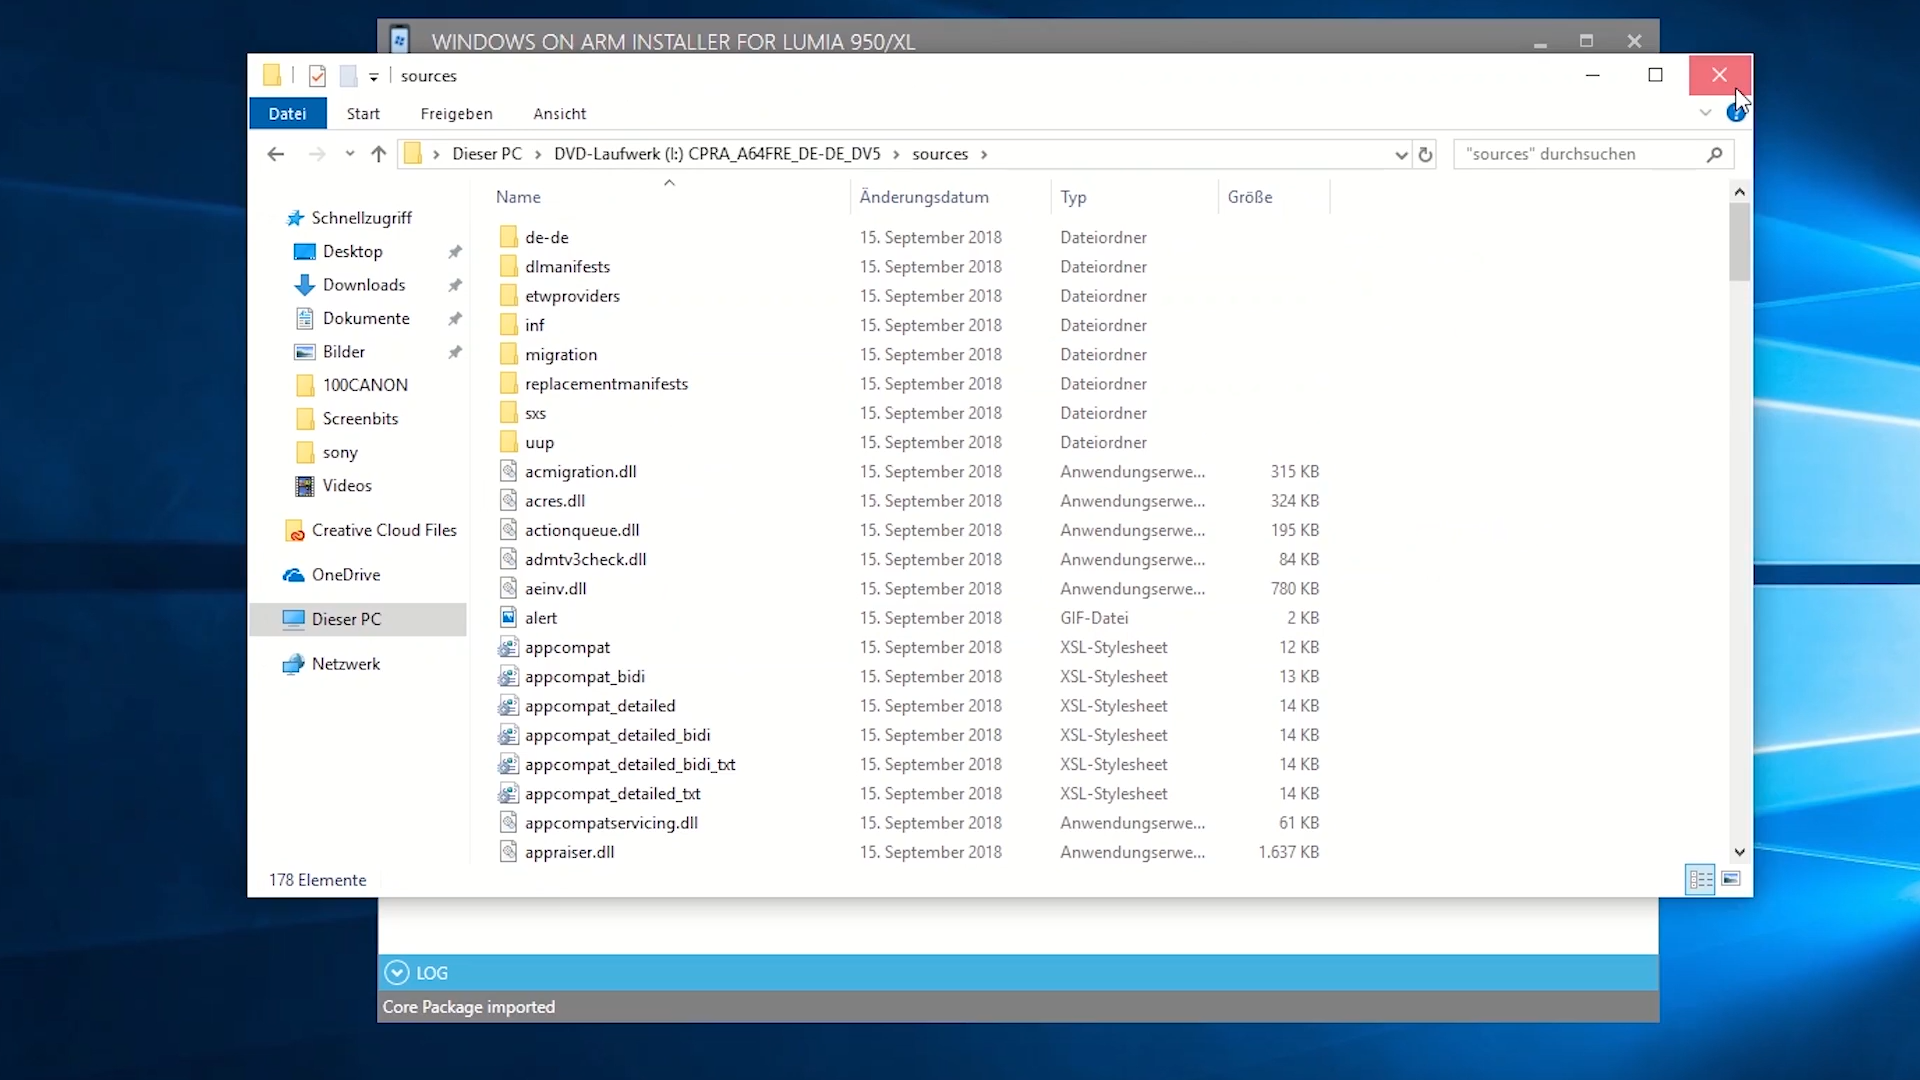 WINDOWS ON ARM INSTALLER FOR LUMIA 950/XL
sources
Datei Start Freigeben Ansicht
Dieser PC DVD-Laufwerk (I:) CPRA_A64FRE_DE-DE_DV5 sources
"sources" durchsuchen
Name Änderungsdatum Typ Größe
Schnellzugriff
Desktop
Downloads
Dokumente
Bilder
100CANON
Screenbits
sony
Videos
Creative Cloud Files
OneDrive
Dieser PC
Netzwerk
de-de 15. September 2018 Dateiordner
dlmanifests 15. September 2018 Dateiordner
etwproviders 15. September 2018 Dateiordner
inf 15. September 2018 Dateiordner
migration 15. September 2018 Dateiordner
replacementmanifests 15. September 2018 Dateiordner
sxs 15. September 2018 Dateiordner
uup 15. September 2018 Dateiordner
acmigration.dll 15. September 2018 Anwendungserwe... 315 KB
acres.dll 15. September 2018 Anwendungserwe... 324 KB
actionqueue.dll 15. September 2018 Anwendungserwe... 195 KB
admtv3check.dll 15. September 2018 Anwendungserwe... 84 KB
aeinv.dll 15. September 2018 Anwendungserwe... 780 KB
alert 15. September 2018 GIF-Datei 2 KB
appcompat 15. September 2018 XSL-Stylesheet 12 KB
appcompat_bidi 15. September 2018 XSL-Stylesheet 13 KB
appcompat_detailed 15. September 2018 XSL-Stylesheet 14 KB
appcompat_detailed_bidi 15. September 2018 XSL-Stylesheet 14 KB
appcompat_detailed_bidi_txt 15. September 2018 XSL-Stylesheet 14 KB
appcompat_detailed_txt 15. September 2018 XSL-Stylesheet 14 KB
appcompatservicing.dll 15. September 2018 Anwendungserwe... 61 KB
appraiser.dll 15. September 2018 Anwendungserwe... 1.637 KB
178 Elemente
LOG
Core Package imported